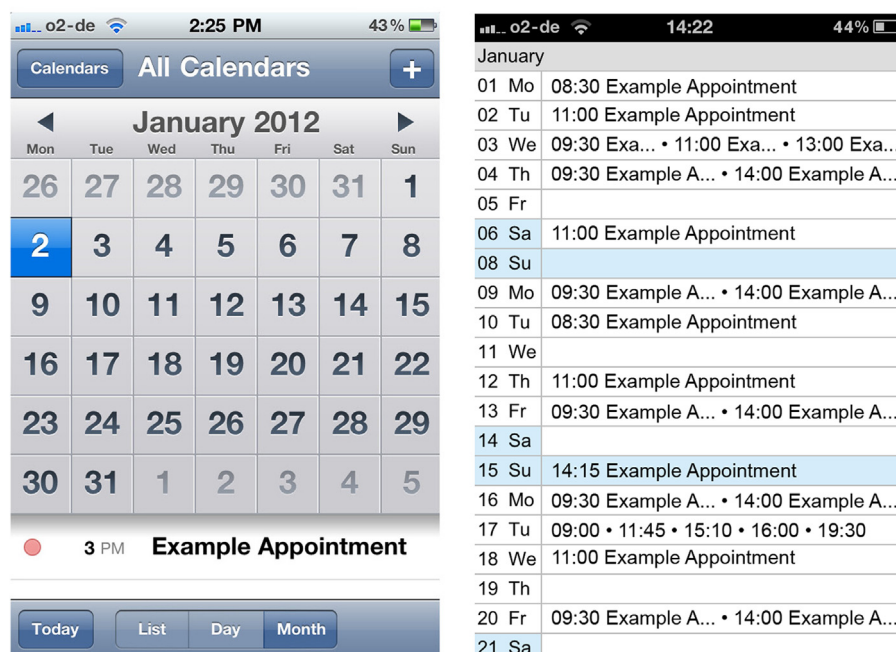 o2-de 2:25 PM 43%
Calendars All Calendars +
January 2012
Mon Tue Wed Thu Fri Sat Sun
26 27 28 29 30 31 1
2 3 4 5 6 7 8
9 10 11 12 13 14 15
16 17 18 19 20 21 22
23 24 25 26 27 28 29
30 31 1 2 3 4 5
3 PM Example Appointment
Today List Day Month
o2-de 14:22 44%
January
01 Mo 08:30 Example Appointment
02 Tu 11:00 Example Appointment
03 We 09:30 Exa... • 11:00 Exa... • 13:00 Exa...
04 Th 09:30 Example A... • 14:00 Example A...
05 Fr
06 Sa 11:00 Example Appointment
08 Su
09 Mo 09:30 Example A... • 14:00 Example A...
10 Tu 08:30 Example Appointment
11 We
12 Th 11:00 Example Appointment
13 Fr 09:30 Example A... • 14:00 Example A...
14 Sa
15 Su 14:15 Example Appointment
16 Mo 09:30 Example A... • 14:00 Example A...
17 Tu 09:00 • 11:45 • 15:10 • 16:00 • 19:30
18 We 11:00 Example Appointment
19 Th
20 Fr 09:30 Example A... • 14:00 Example A...
21 Sa